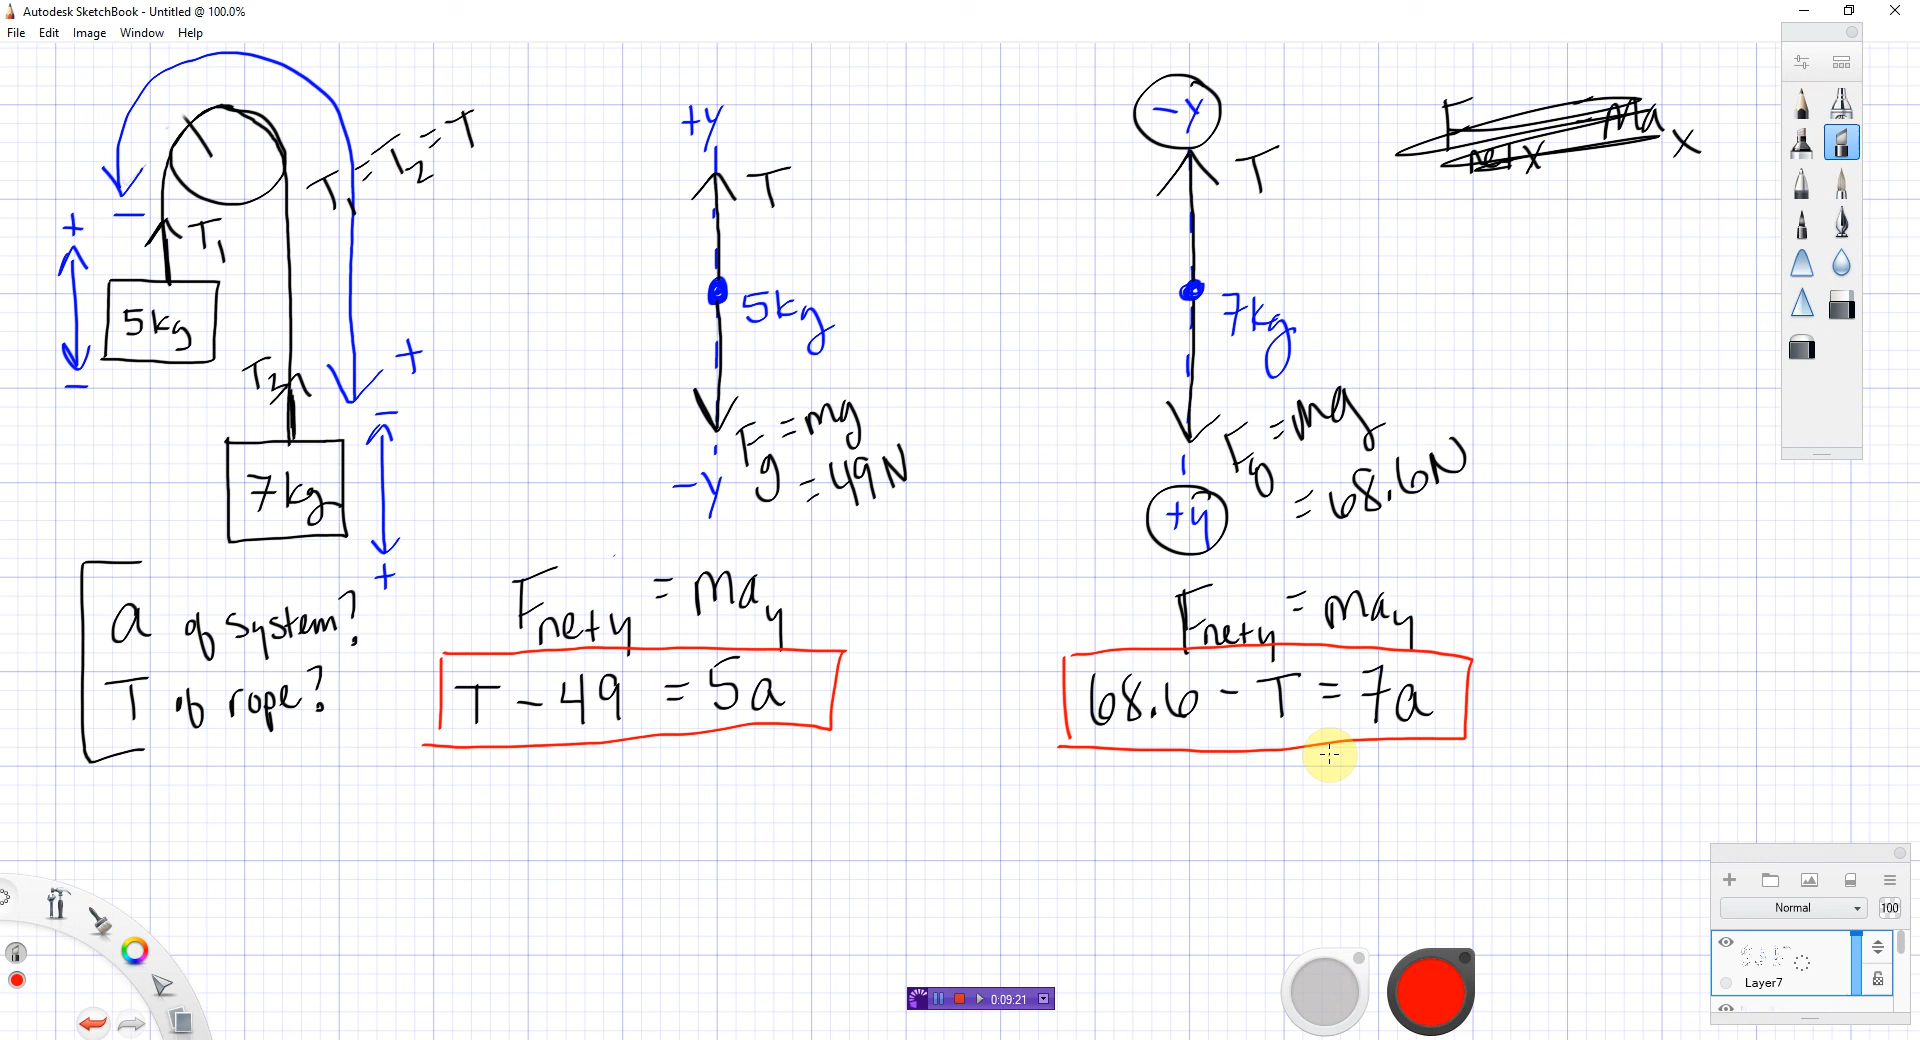 Autodesk SketchBook - Untitled @ 100.0%
File Edit Image Window Help
T₁ = T₂ = T
−
+
T₁
5kg
−
T₂
+
−
7kg
+
a of system?
T of rope?
+y
T
5kg
Fg = mg
= 49N
−y
Fnety = may
T − 49 = 5a
−y
T
7kg
Fg = mg
= 68.6N
+y
Fnety = may
68.6 − T = 7a
F ma x
net x
Normal
100
Layer7
0:09:21